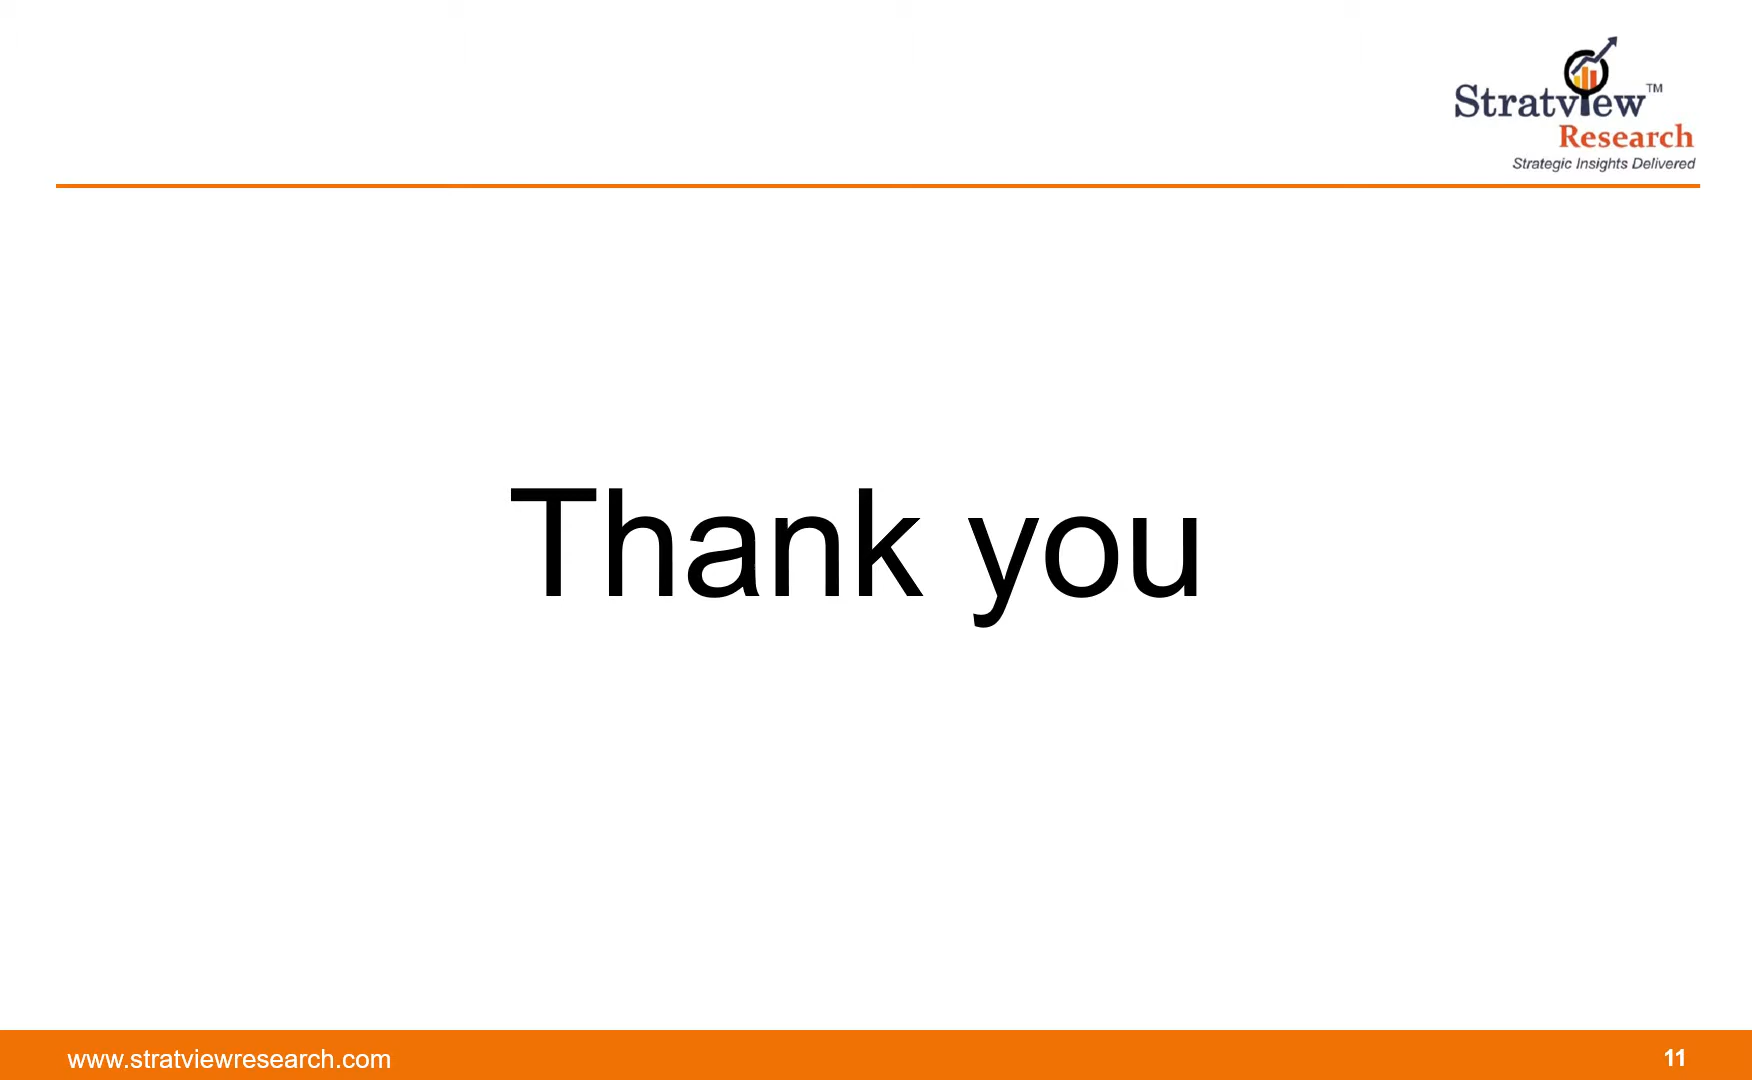 Stratview™
Research
Strategic Insights Delivered
Thank you
www.stratviewresearch.com
11